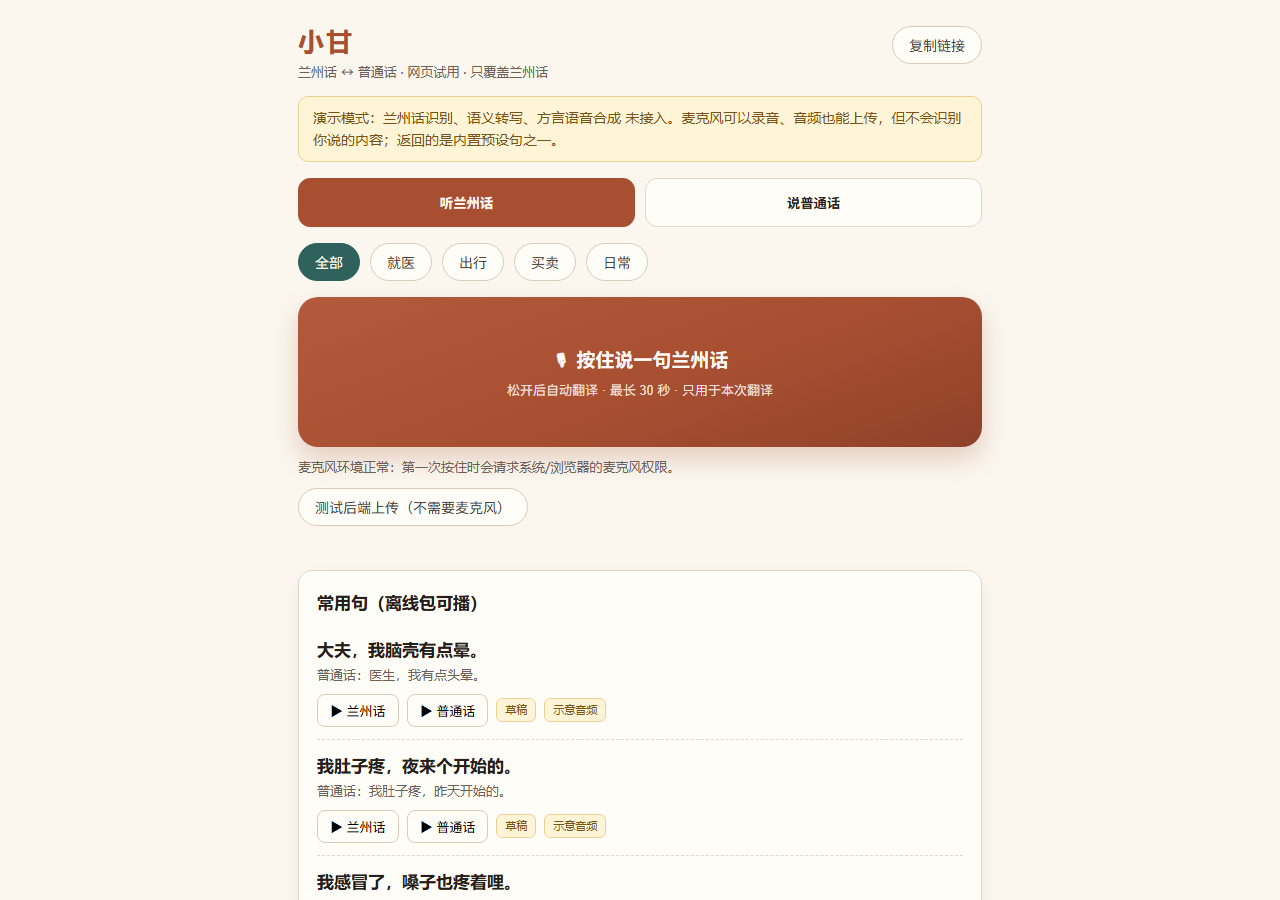 小甘
复制链接
兰州话 ↔ 普通话 · 网页试用 · 只覆盖兰州话
演示模式：兰州话识别、语义转写、方言语音合成 未接入。麦克风可以录音、音频也能上传，但不会识别
你说的内容；返回的是内置预设句之一。
听兰州话
说普通话
全部
就医
出行
买卖
日常
按住说一句兰州话
松开后自动翻译 · 最长 30 秒 · 只用于本次翻译
麦克风环境正常：第一次按住时会请求系统/浏览器的麦克风权限。
测试后端上传（不需要麦克风）
常用句（离线包可播）
大夫，我脑壳有点晕。
普通话：医生，我有点头晕。
▶ 兰州话
▶ 普通话
草稿
示意音频
我肚子疼，夜来个开始的。
普通话：我肚子疼，昨天开始的。
▶ 兰州话
▶ 普通话
草稿
示意音频
我感冒了，嗓子也疼着哩。